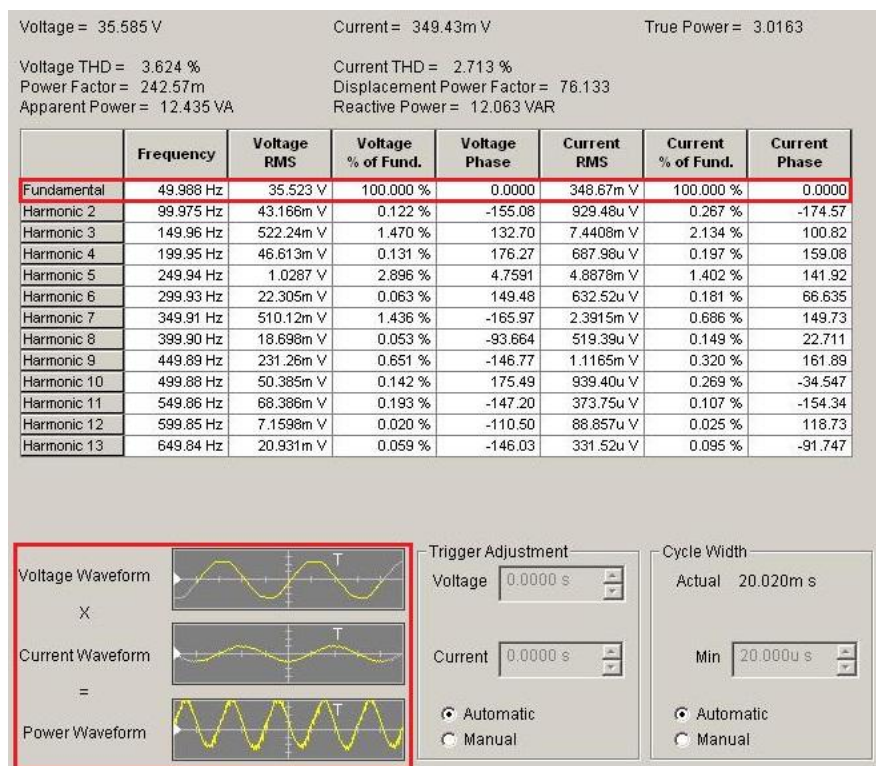 Voltage = 35.585 V Current = 349.43m V True Power = 3.0163
Voltage THD = 3.624 % Current THD = 2.713 %
Power Factor = 242.57m Displacement Power Factor = 76.133
Apparent Power = 12.435 VA Reactive Power = 12.063 VAR
Frequency Voltage RMS Voltage % of Fund. Voltage Phase Current RMS Current % of Fund. Current Phase
Fundamental 49.988 Hz 35.523 V 100.000 % 0.0000 348.67m V 100.000 % 0.0000
Harmonic 2 99.975 Hz 43.166m V 0.122 % -155.08 929.48u V 0.267 % -174.57
Harmonic 3 149.96 Hz 522.24m V 1.470 % 132.70 7.4408m V 2.134 % 100.82
Harmonic 4 199.95 Hz 46.613m V 0.131 % 176.27 687.98u V 0.197 % 159.08
Harmonic 5 249.94 Hz 1.0287 V 2.896 % 4.7591 4.8878m V 1.402 % 141.92
Harmonic 6 299.93 Hz 22.305m V 0.063 % 149.48 632.52u V 0.181 % 66.635
Harmonic 7 349.91 Hz 510.12m V 1.436 % -165.97 2.3915m V 0.686 % 149.73
Harmonic 8 399.90 Hz 18.698m V 0.053 % -93.664 519.39u V 0.149 % 22.711
Harmonic 9 449.89 Hz 231.26m V 0.651 % -146.77 1.1165m V 0.320 % 161.89
Harmonic 10 499.88 Hz 50.385m V 0.142 % 175.49 939.40u V 0.269 % -34.547
Harmonic 11 549.86 Hz 68.386m V 0.193 % -147.20 373.75u V 0.107 % -154.34
Harmonic 12 599.85 Hz 7.1598m V 0.020 % -110.50 88.857u V 0.025 % 118.73
Harmonic 13 649.84 Hz 20.931m V 0.059 % -146.03 331.52u V 0.095 % -91.747
Voltage Waveform
T
X
Current Waveform
T
=
Power Waveform
T
Trigger Adjustment
Voltage 0.0000 s
Current 0.0000 s
Automatic
Manual
Cycle Width
Actual 20.020m s
Min 20.000u s
Automatic
Manual